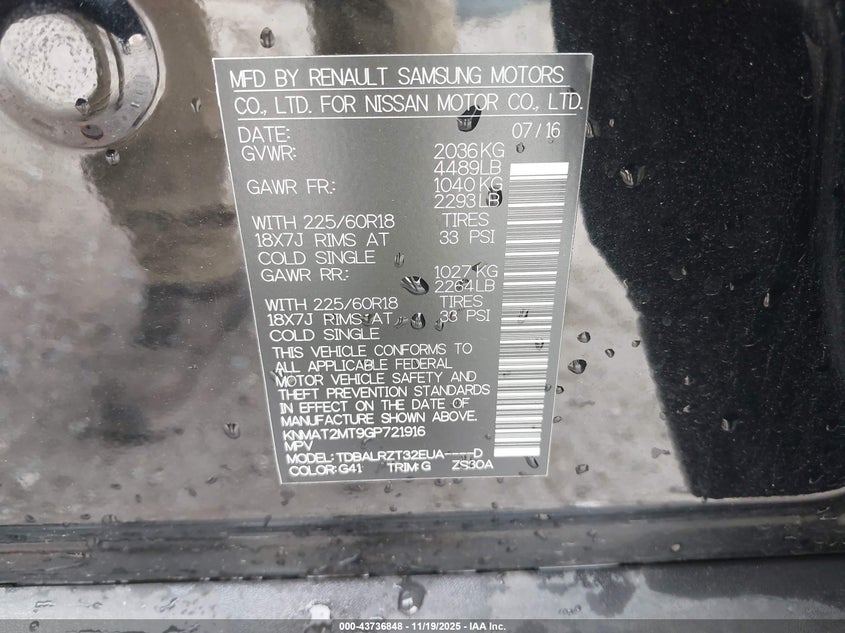 MFD BY RENAULT SAMSUNG MOTORS
CO., LTD. FOR NISSAN MOTOR CO., LTD.
DATE: 07/16
GVWR: 2036KG
4489LB
GAWR FR.: 1040KG
2293LB
WITH 225/60R18 TIRES
18X7J RIMS AT 33 PSI
COLD SINGLE
GAWR RR.: 1027KG
2264LB
WITH 225/60R18 TIRES
18X7J RIMS AT 33 PSI
COLD SINGLE
THIS VEHICLE CONFORMS TO
ALL APPLICABLE FEDERAL
MOTOR VEHICLE SAFETY AND
THEFT PREVENTION STANDARDS
IN EFFECT ON THE DATE OF
MANUFACTURE SHOWN ABOVE.
KNMAT2MT9GP721916
MPV
MODEL: TDBALRZT32EUA----D
COLOR: G41 TRIM: G ZS30A
000-43736848 - 11/19/2025 - IAA Inc.